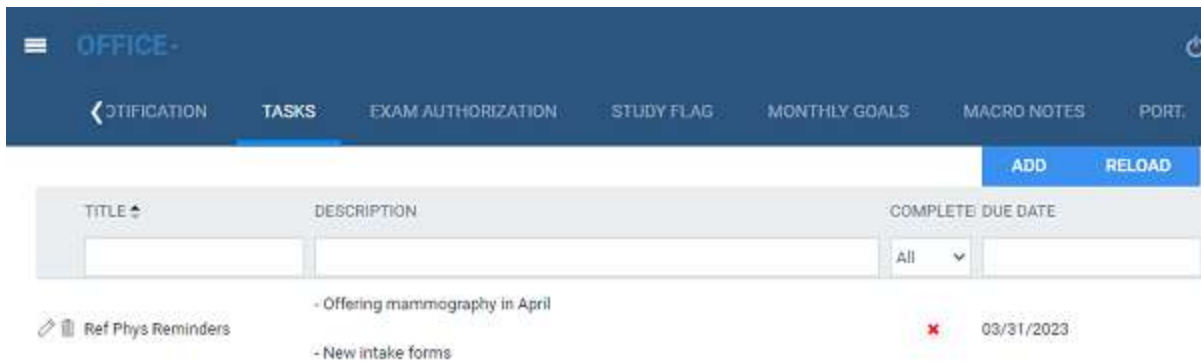 OFFICE-
OTIFICATION TASKS EXAM AUTHORIZATION STUDY FLAG MONTHLY GOALS MACRO NOTES PORT.
ADD RELOAD
TITLE DESCRIPTION COMPLETE DUE DATE
All
- Offering mammography in April
Ref Phys Reminders 03/31/2023
- New intake forms